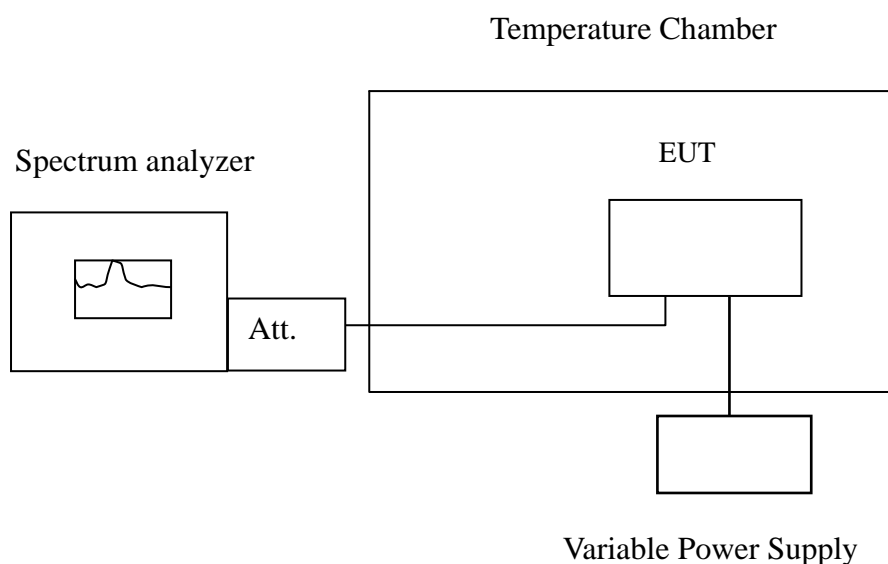 Temperature Chamber
Spectrum analyzer
EUT
Att.
Variable Power Supply